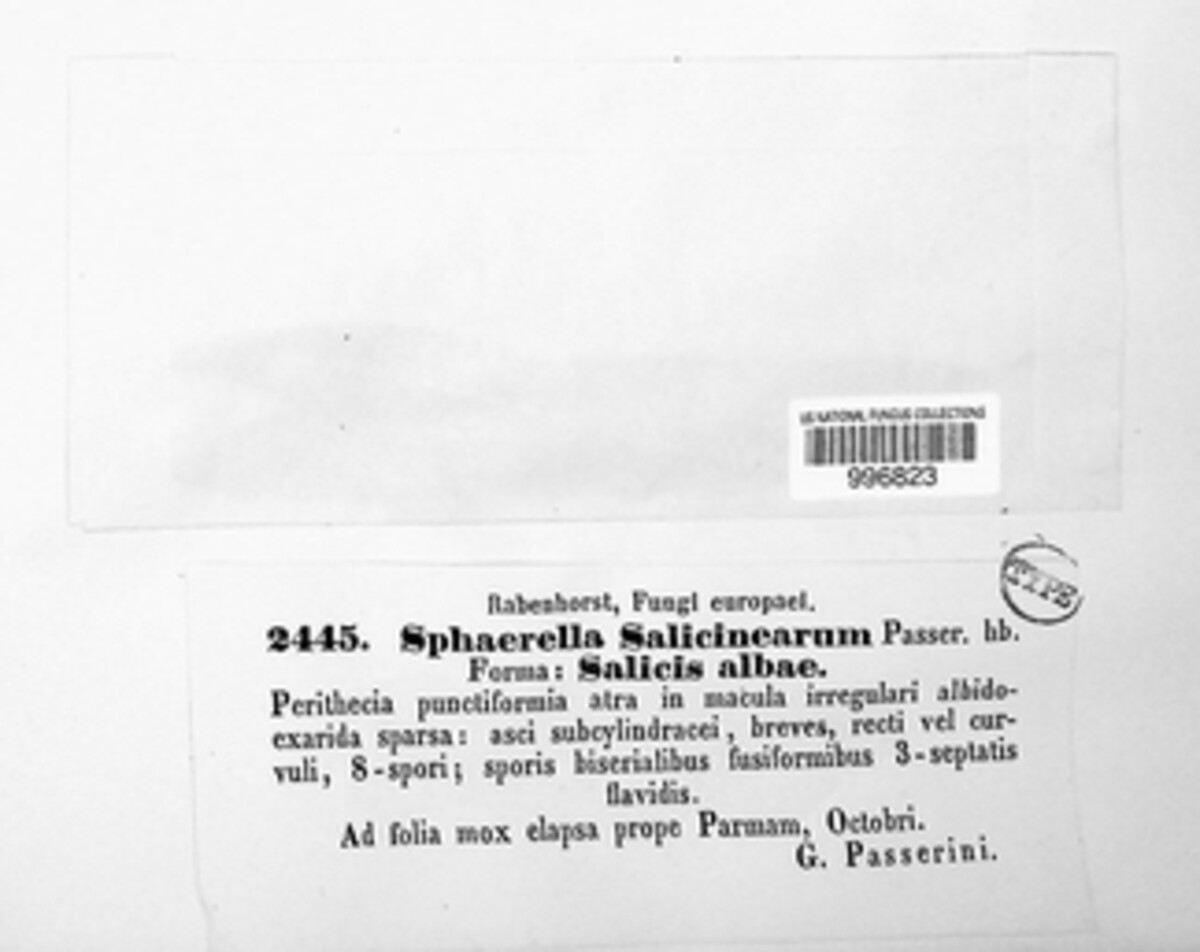 US NATIONAL FUNGUS COLLECTIONS
996823
TYPE
Rabenhorst, Fungi europaei.
2445. Sphaerella Salicinearum Passer. hb.
Forma: Salicis albae.
Perithecia punctiformia atra in macula irregulari albido-
exarida sparsa: asci subcylindracei, breves, recti vel cur-
vuli, 8-spori; sporis biserialibus fusiformibus 3-septatis
flavidis.
Ad folia mox elapsa prope Parmam, Octobri.
G. Passerini.